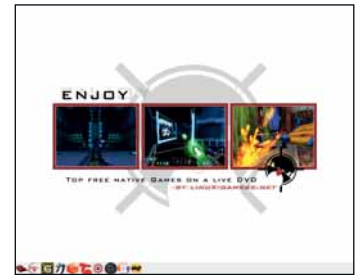 ENJOY
TOP FREE NATIVE GAMES ON A LIVE DVD
-BY LINUX-GAMERS.NET